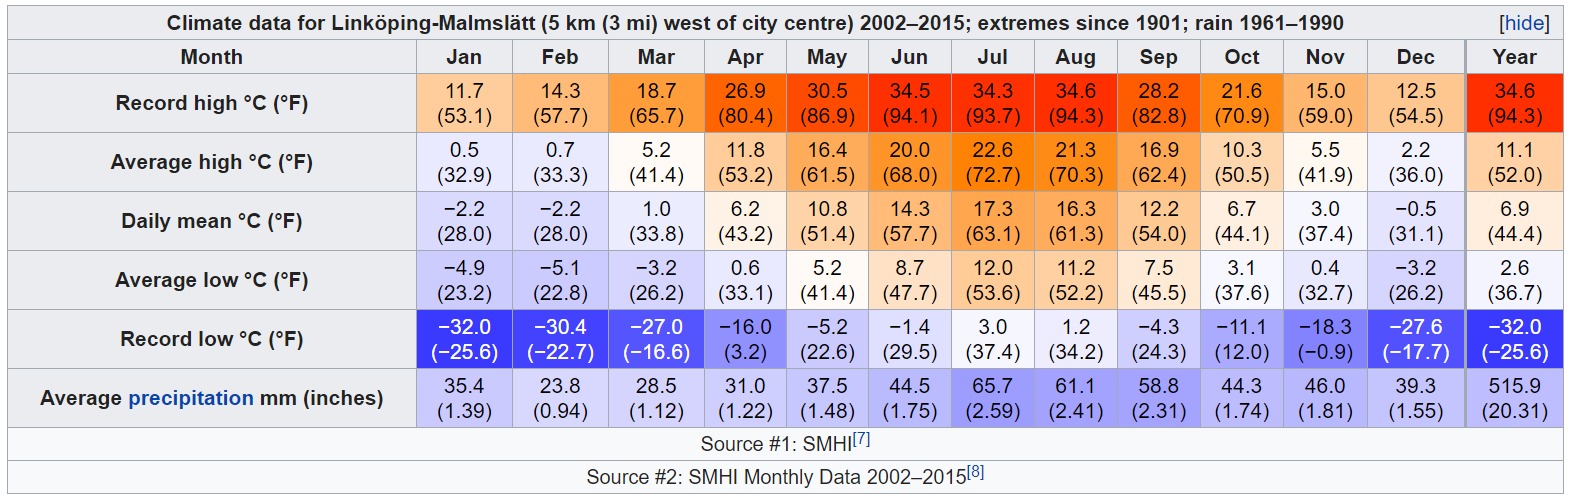 Climate data for Linköping-Malmslätt (5 km (3 mi) west of city centre) 2002–2015; extremes since 1901; rain 1961–1990 [hide]
Month Jan Feb Mar Apr May Jun Jul Aug Sep Oct Nov Dec Year
Record high °C (°F) 11.7 14.3 18.7 26.9 30.5 34.5 34.3 34.6 28.2 21.6 15.0 12.5 34.6
(53.1) (57.7) (65.7) (80.4) (86.9) (94.1) (93.7) (94.3) (82.8) (70.9) (59.0) (54.5) (94.3)
Average high °C (°F) 0.5 0.7 5.2 11.8 16.4 20.0 22.6 21.3 16.9 10.3 5.5 2.2 11.1
(32.9) (33.3) (41.4) (53.2) (61.5) (68.0) (72.7) (70.3) (62.4) (50.5) (41.9) (36.0) (52.0)
Daily mean °C (°F) −2.2 −2.2 1.0 6.2 10.8 14.3 17.3 16.3 12.2 6.7 3.0 −0.5 6.9
(28.0) (28.0) (33.8) (43.2) (51.4) (57.7) (63.1) (61.3) (54.0) (44.1) (37.4) (31.1) (44.4)
Average low °C (°F) −4.9 −5.1 −3.2 0.6 5.2 8.7 12.0 11.2 7.5 3.1 0.4 −3.2 2.6
(23.2) (22.8) (26.2) (33.1) (41.4) (47.7) (53.6) (52.2) (45.5) (37.6) (32.7) (26.2) (36.7)
Record low °C (°F) −32.0 −30.4 −27.0 −16.0 −5.2 −1.4 3.0 1.2 −4.3 −11.1 −18.3 −27.6 −32.0
(−25.6) (−22.7) (−16.6) (3.2) (22.6) (29.5) (37.4) (34.2) (24.3) (12.0) (−0.9) (−17.7) (−25.6)
Average precipitation mm (inches) 35.4 23.8 28.5 31.0 37.5 44.5 65.7 61.1 58.8 44.3 46.0 39.3 515.9
(1.39) (0.94) (1.12) (1.22) (1.48) (1.75) (2.59) (2.41) (2.31) (1.74) (1.81) (1.55) (20.31)
Source #1: SMHI[7]
Source #2: SMHI Monthly Data 2002–2015[8]